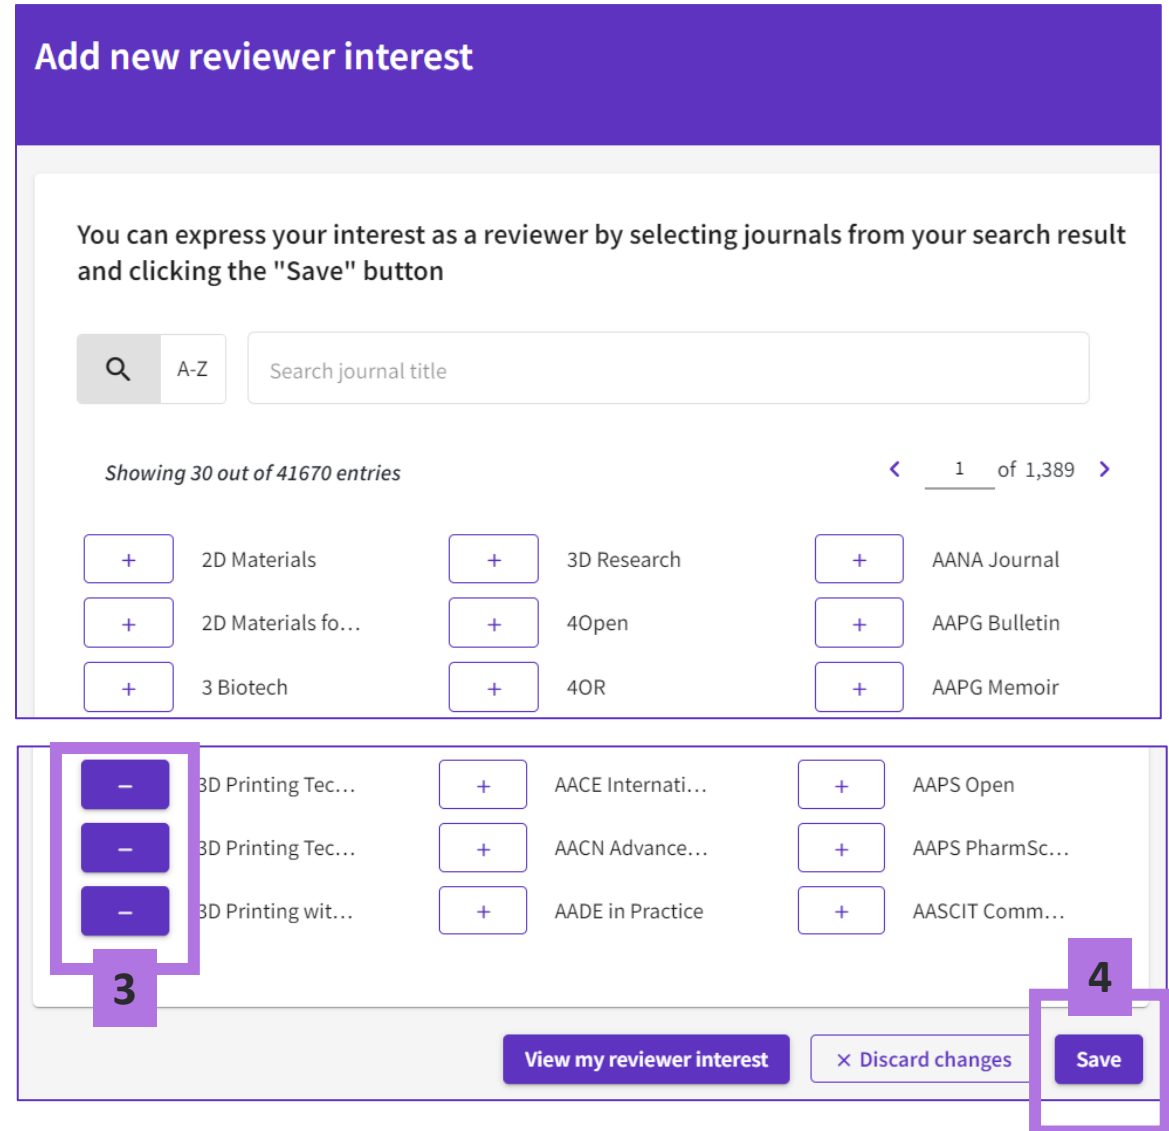 Add new reviewer interest
You can express your interest as a reviewer by selecting journals from your search result
and clicking the "Save" button
A-Z
Search journal title
Showing 30 out of 41670 entries
< 1 of 1,389 >
+ 2D Materials + 3D Research + AANA Journal
+ 2D Materials fo... + 4Open + AAPG Bulletin
+ 3 Biotech + 4OR + AAPG Memoir
– 3D Printing Tec... + AACE Internati... + AAPS Open
– 3D Printing Tec... + AACN Advance... + AAPS PharmSc...
– 3D Printing wit... + AADE in Practice + AASCIT Comm...
3
4
View my reviewer interest × Discard changes Save